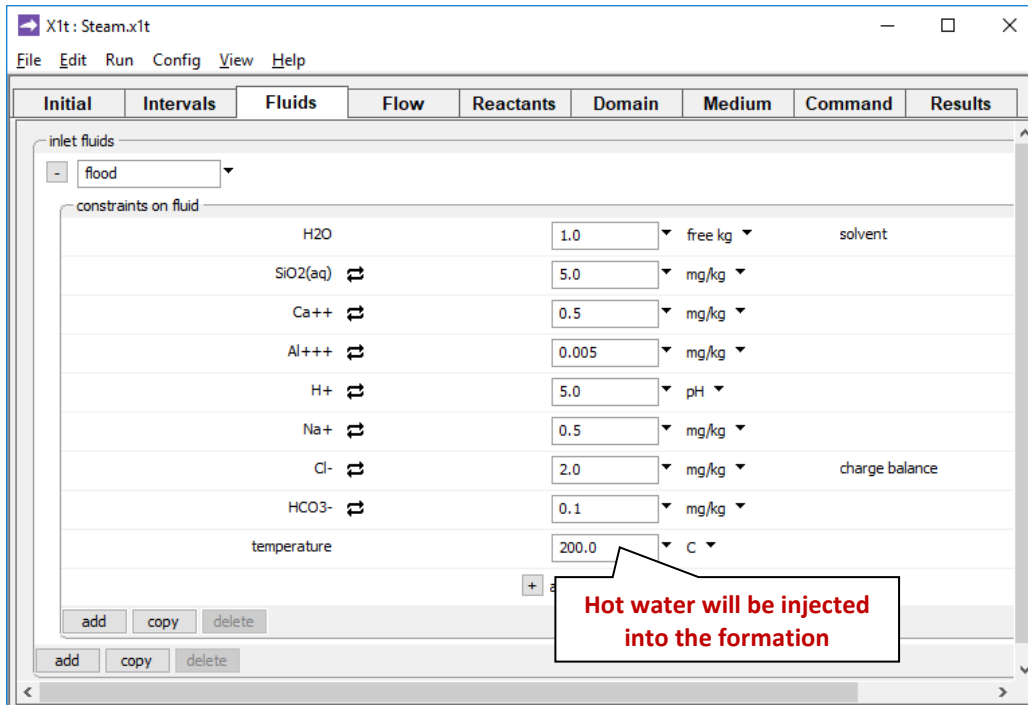 X1t : Steam.x1t
File Edit Run Config View Help
Initial Intervals Fluids Flow Reactants Domain Medium Command Results
inlet fluids
- flood
constraints on fluid
H2O 1.0 free kg solvent
SiO2(aq) 5.0 mg/kg
Ca++ 0.5 mg/kg
Al+++ 0.005 mg/kg
H+ 5.0 pH
Na+ 0.5 mg/kg
Cl- 2.0 mg/kg charge balance
HCO3- 0.1 mg/kg
temperature 200.0 C
+
Hot water will be injected
into the formation
add copy delete
add copy delete